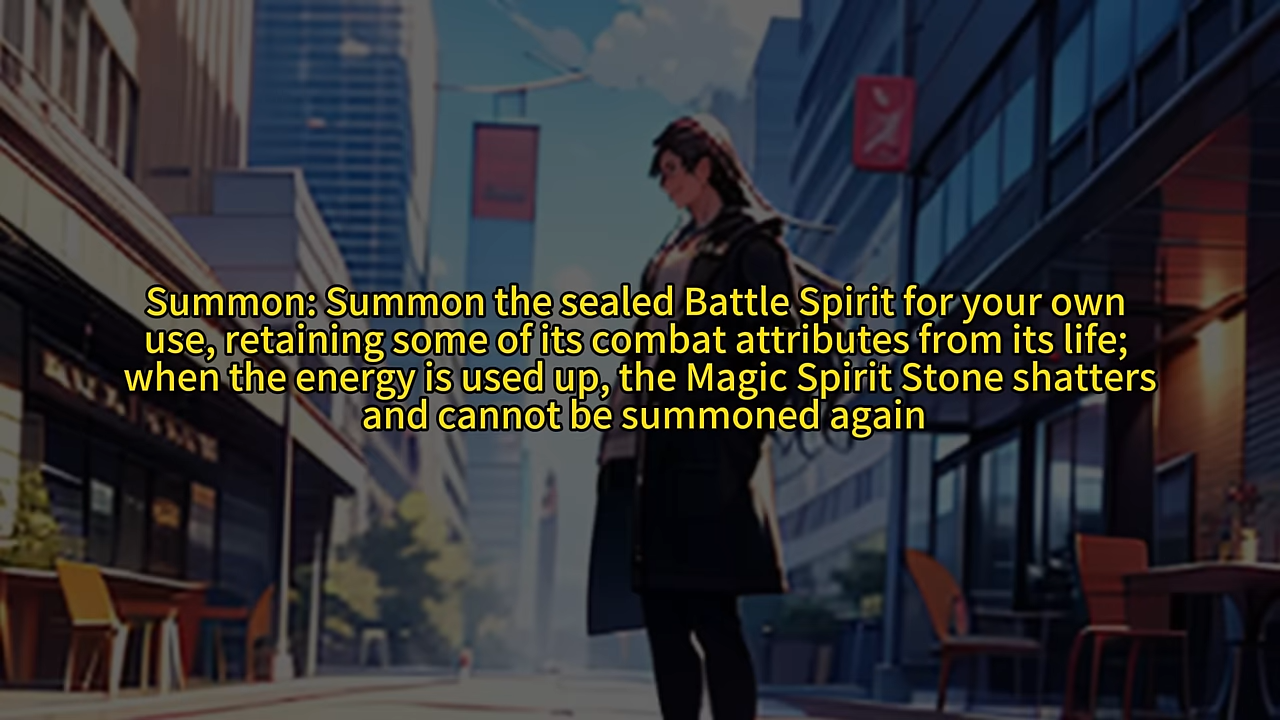 Summon: Summon the sealed Battle Spirit for your own
use, retaining some of its combat attributes from its life;
when the energy is used up, the Magic Spirit Stone shatters
and cannot be summoned again